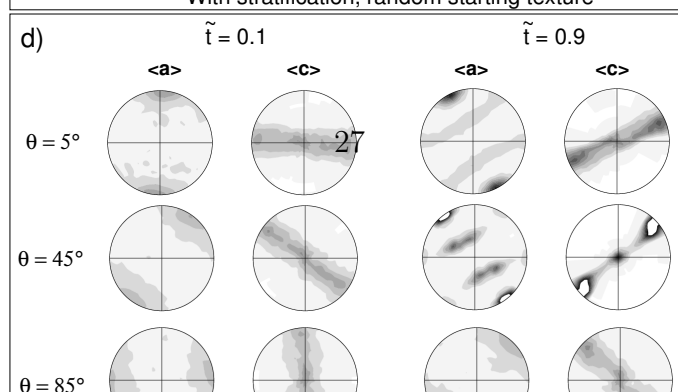 With stratification, random starting texture
d)
t̃ = 0.1 t̃ = 0.9
<a> <c> <a> <c>
θ = 5°
27
θ = 45°
θ = 85°